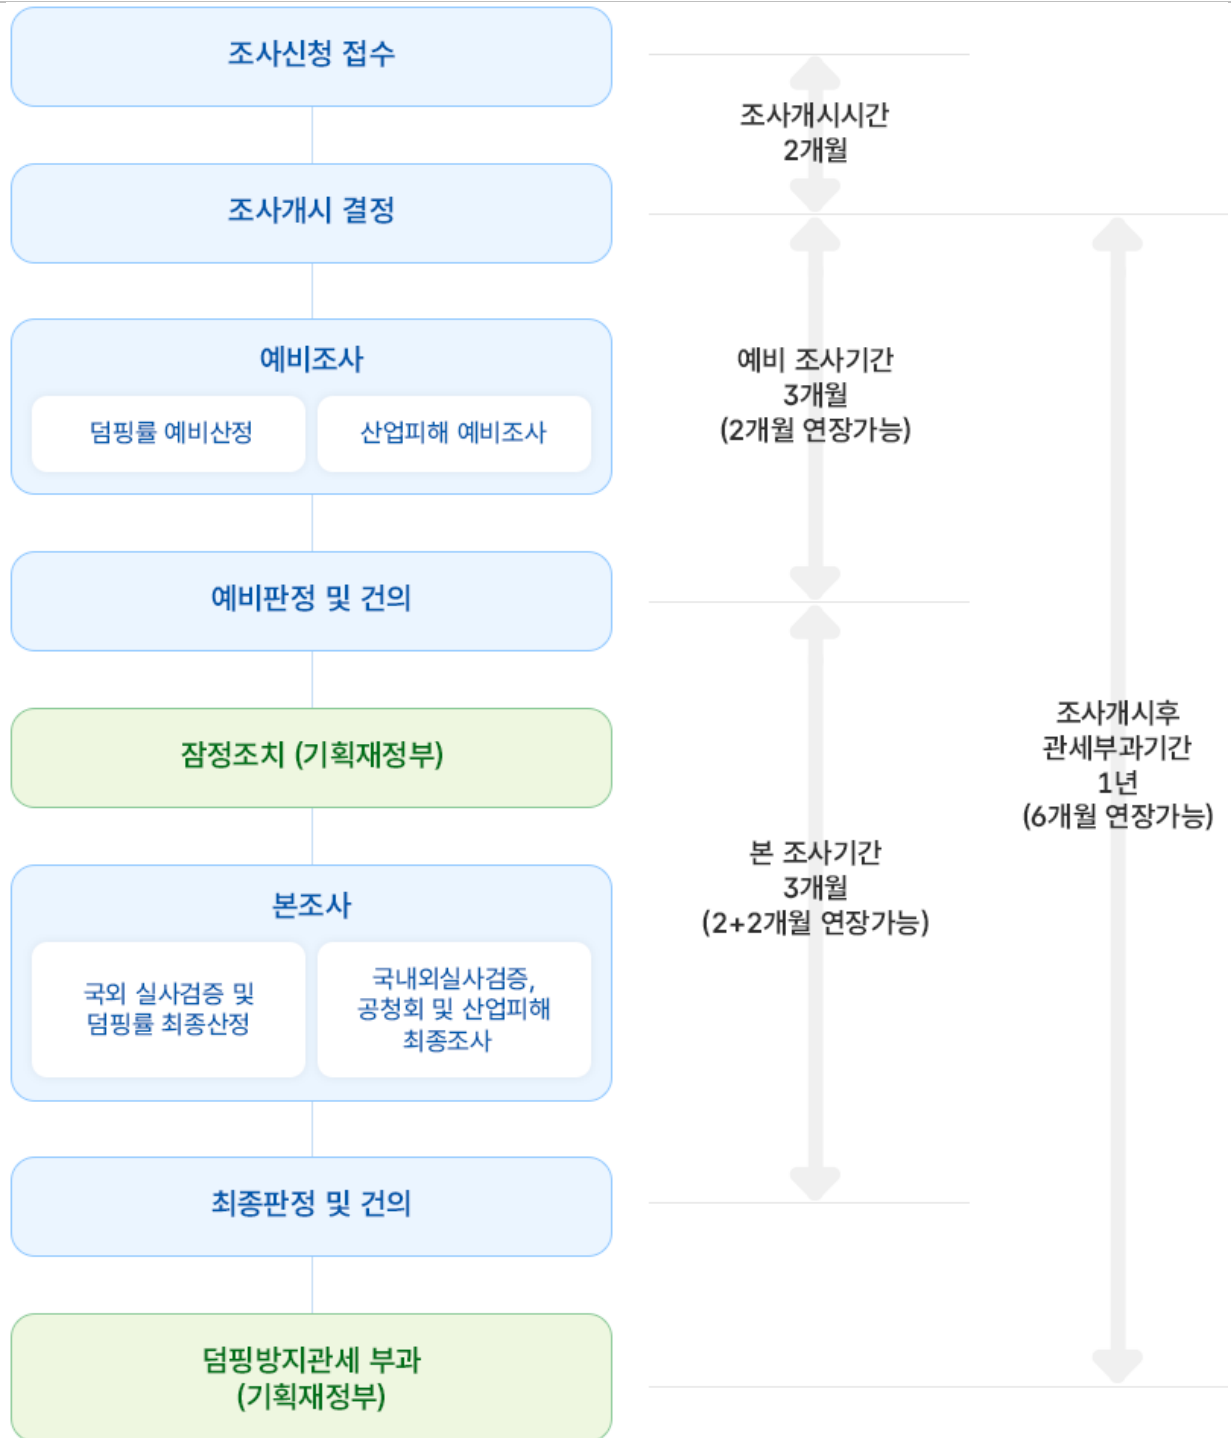 조사신청 접수
조사개시시간
2개월
조사개시 결정
예비조사
덤핑률 예비산정
산업피해 예비조사
예비 조사기간
3개월
(2개월 연장가능)
예비판정 및 건의
잠정조치 (기획재정부)
조사개시후
관세부과기간
1년
(6개월 연장가능)
본 조사기간
3개월
(2+2개월 연장가능)
본조사
국외 실사검증 및
덤핑률 최종산정
국내외실사검증,
공청회 및 산업피해
최종조사
최종판정 및 건의
덤핑방지관세 부과
(기획재정부)